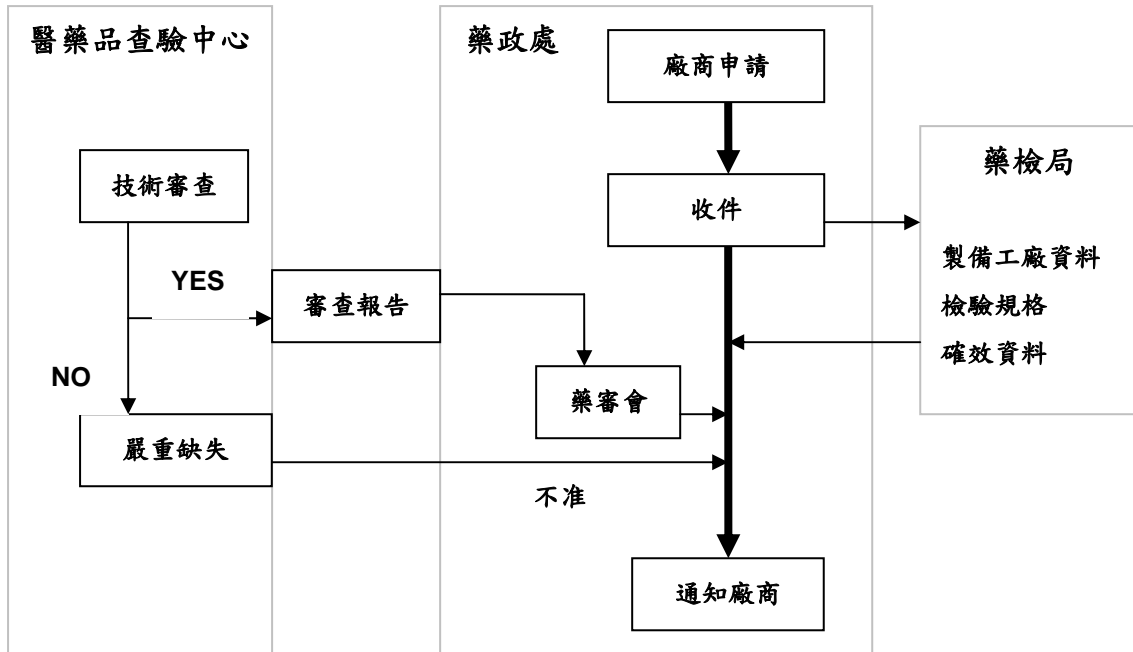 醫藥品查驗中心
藥政處
廠商申請
藥檢局
技術審查
收件
製備工廠資料
YES
審查報告
檢驗規格
確效資料
NO
藥審會
嚴重缺失
不准
通知廠商